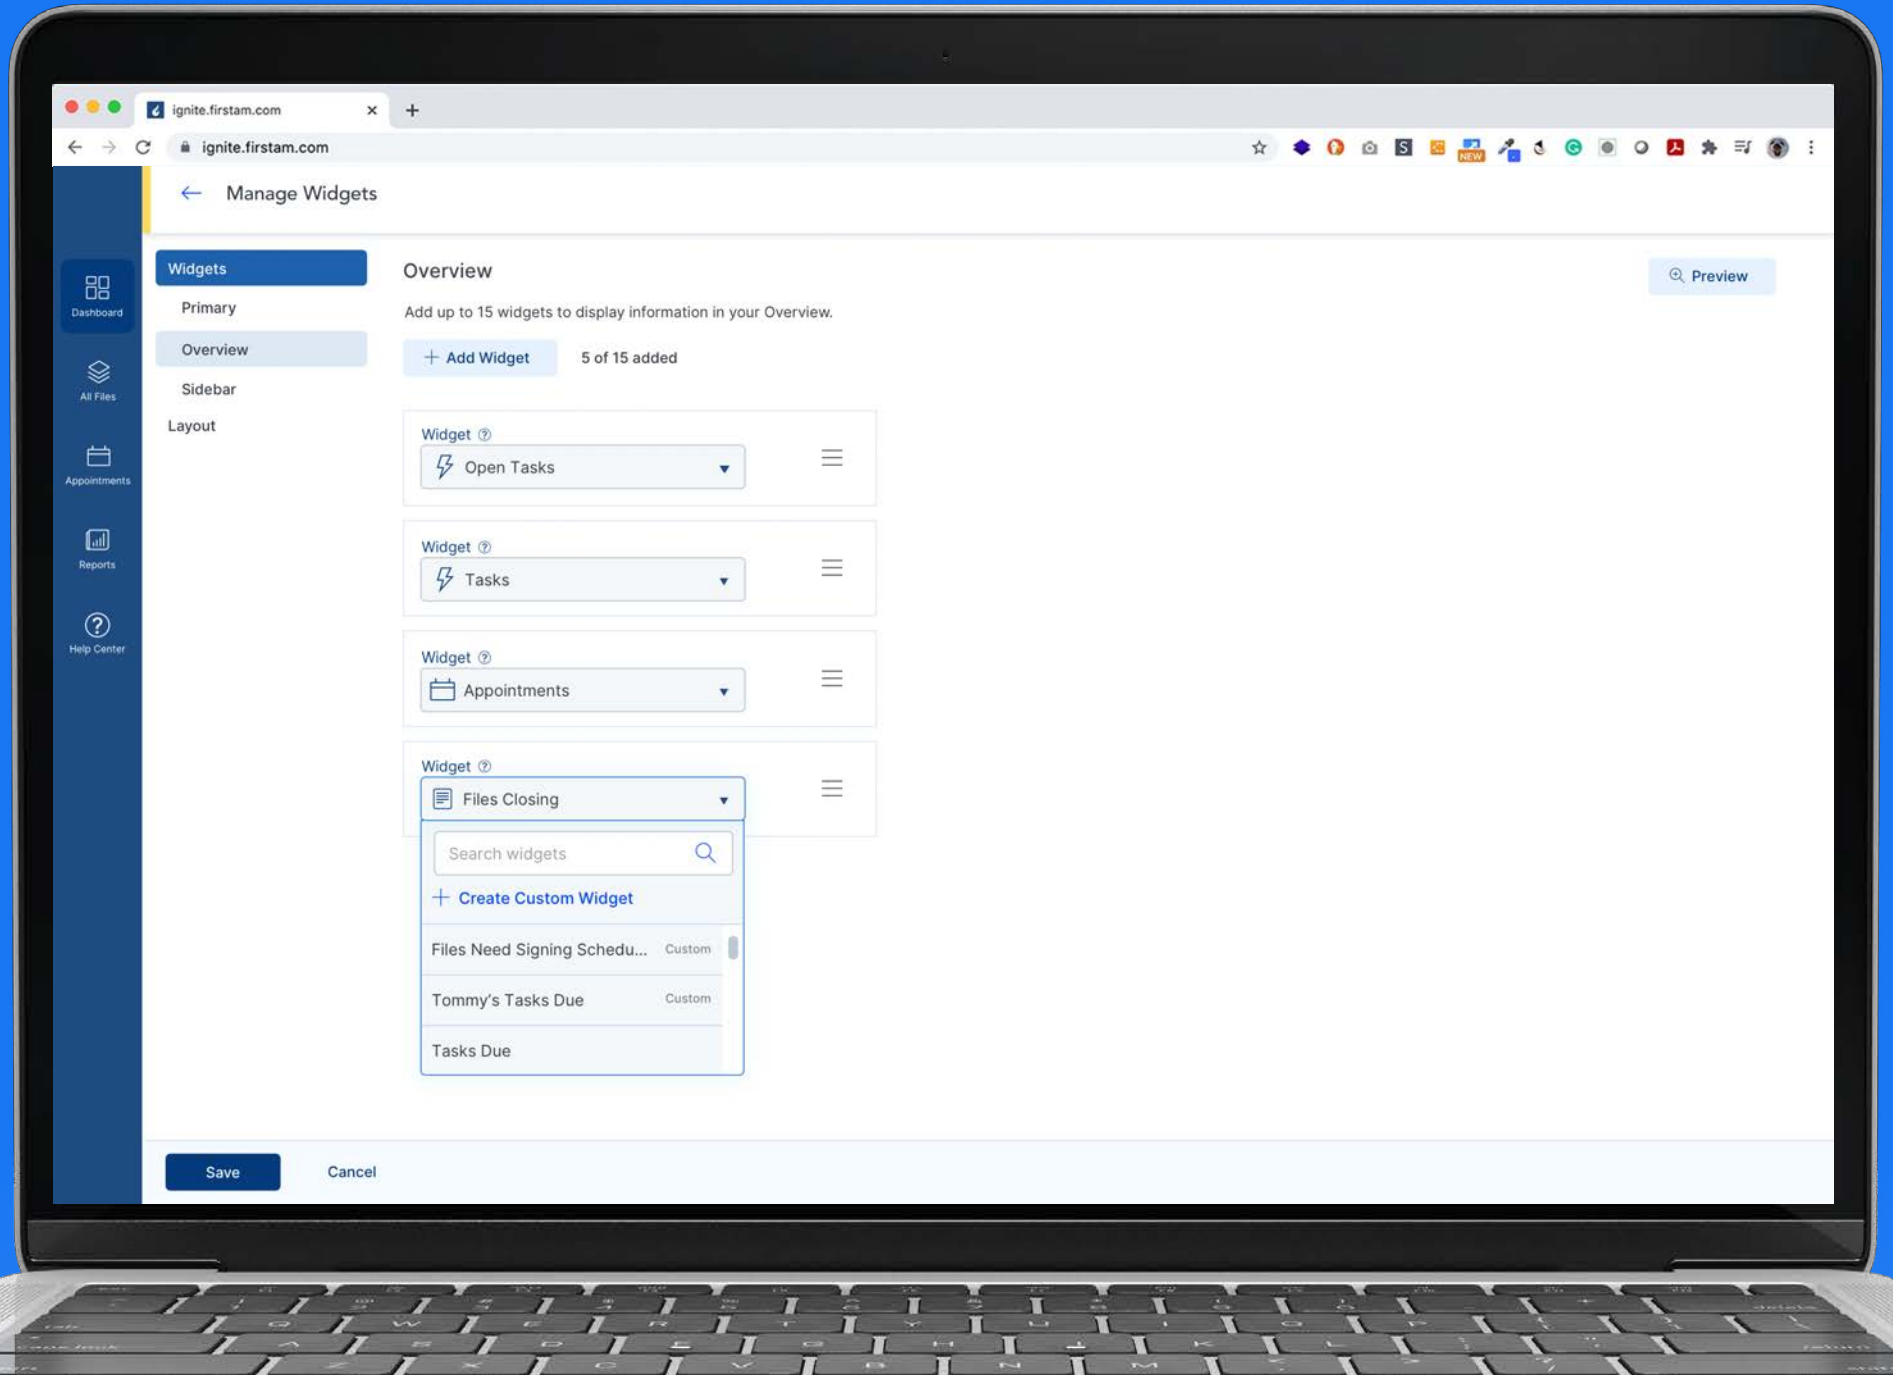 ignite.firstam.com
ignite.firstam.com
S
NEW
Manage Widgets
Dashboard
All Files
Appointments
Reports
Help Center
Widgets
Primary
Overview
Sidebar
Layout
Overview
Preview
Add up to 15 widgets to display information in your Overview.
+ Add Widget
5 of 15 added
Widget
Open Tasks
Widget
Tasks
Widget
Appointments
Widget
Files Closing
Search widgets
+ Create Custom Widget
Files Need Signing Schedu... Custom
Tommy's Tasks Due Custom
Tasks Due
Save
Cancel